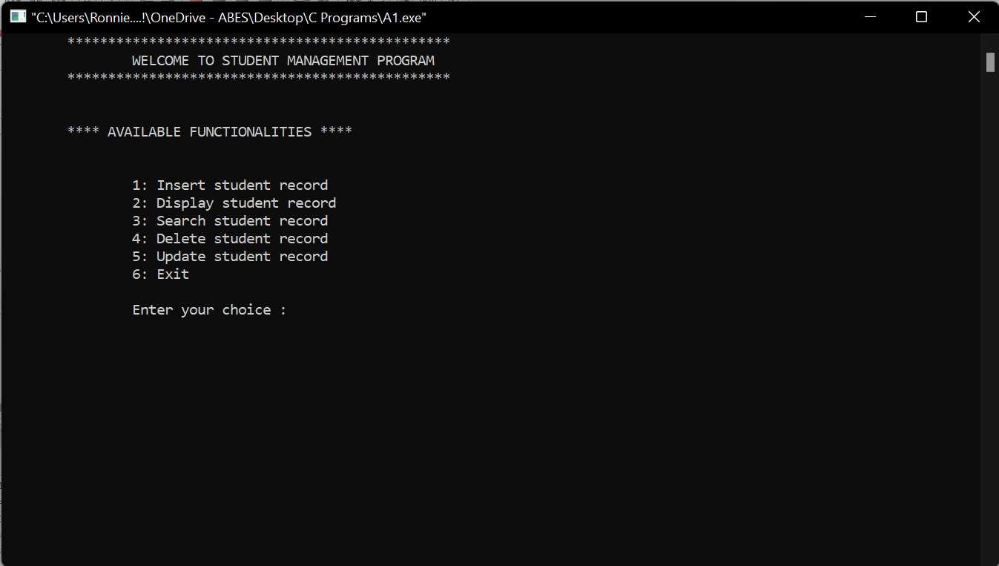 "C:\Users\Ronnie....!\OneDrive - ABES\Desktop\C Programs\A1.exe"
***********************************************
WELCOME TO STUDENT MANAGEMENT PROGRAM
***********************************************
**** AVAILABLE FUNCTIONALITIES ****
1: Insert student record
2: Display student record
3: Search student record
4: Delete student record
5: Update student record
6: Exit
Enter your choice :